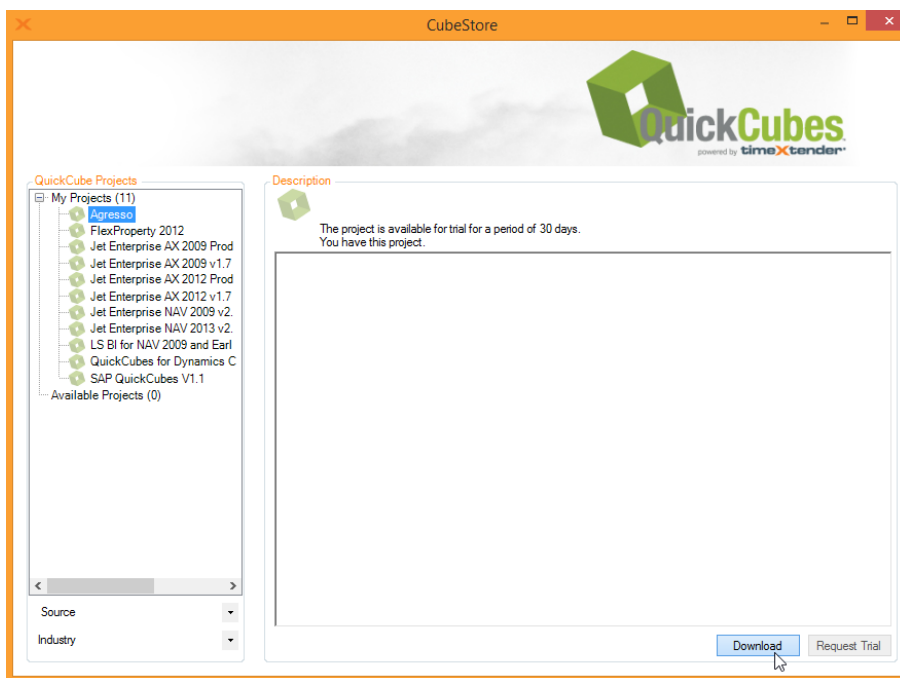 CubeStore
QuickCubes
powered by timeXtender
QuickCube Projects
My Projects (11)
Agresso
FlexProperty 2012
Jet Enterprise AX 2009 Prod
Jet Enterprise AX 2009 v1.7
Jet Enterprise AX 2012 Prod
Jet Enterprise AX 2012 v1.7
Jet Enterprise NAV 2009 v2.
Jet Enterprise NAV 2013 v2.
LS BI for NAV 2009 and Earl
QuickCubes for Dynamics C
SAP QuickCubes V1.1
Available Projects (0)
Source
Industry
Description
The project is available for trial for a period of 30 days.
You have this project.
Download
Request Trial